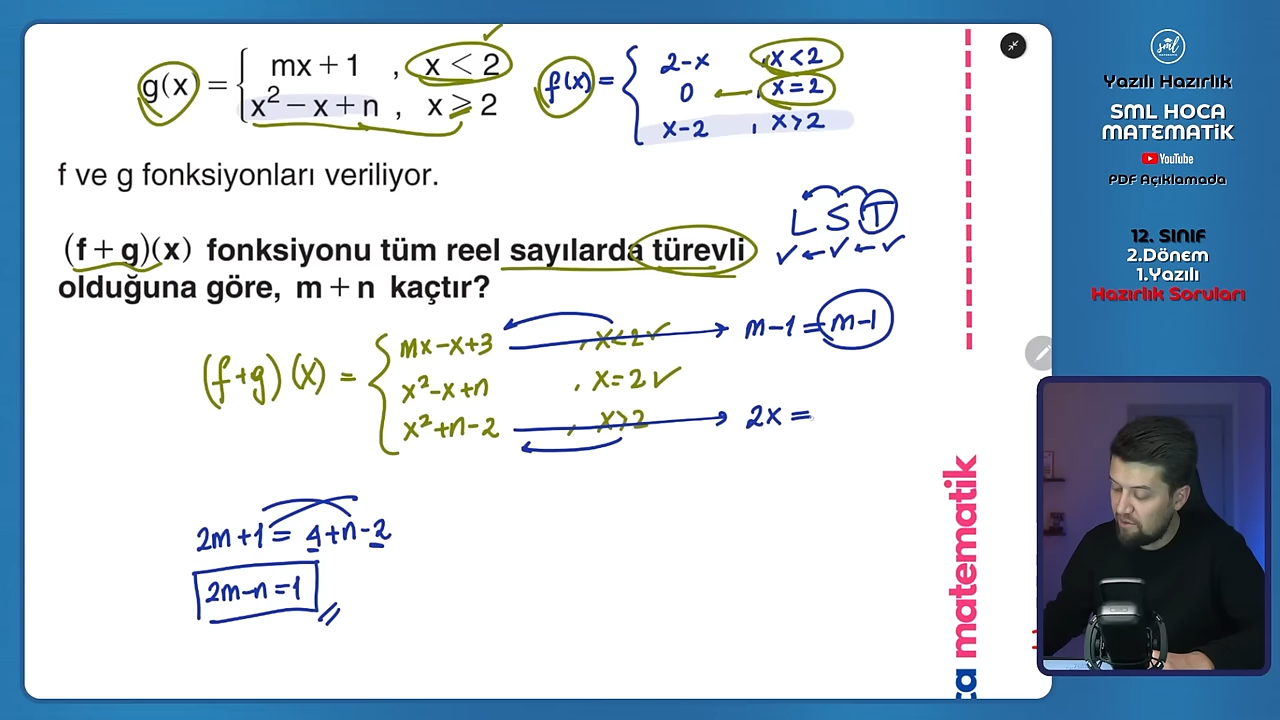 g(x) = { mx + 1 , x < 2
x² − x + n , x ⩾ 2
f(x) = { 2-x , x<2
0 , x=2
x-2 , x>2
f ve g fonksiyonları veriliyor.
L S T
(f + g)(x) fonksiyonu tüm reel sayılarda türevli
olduğuna göre, m + n kaçtır?
(f+g)(x) = { mx-x+3 , x<2 → m-1 = m-1
x²-x+n , x=2
x²+n-2 , x>2 → 2x =
2m+1 = 4+n-2
2m-n=1
matematik
ca
Yazılı Hazırlık
SML HOCA
MATEMATİK
YouTube
PDF Açıklamada
12. SINIF
2.Dönem
1.Yazılı
Hazırlık Soruları
sml